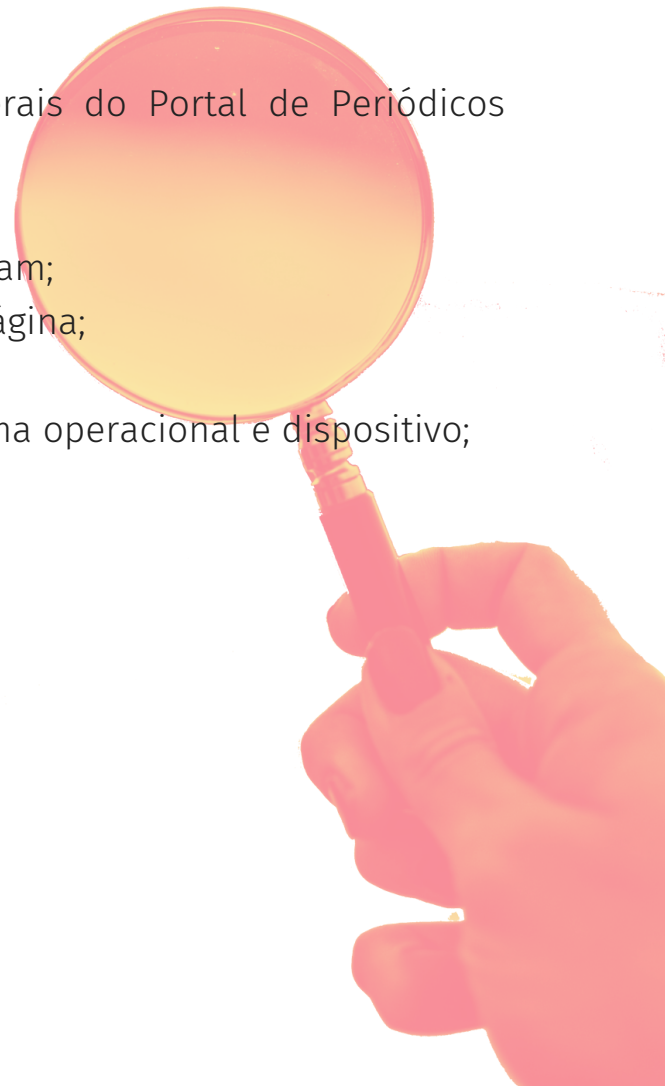 rais do Portal de Periódicos
am;
ágina;
na operacional e dispositivo;